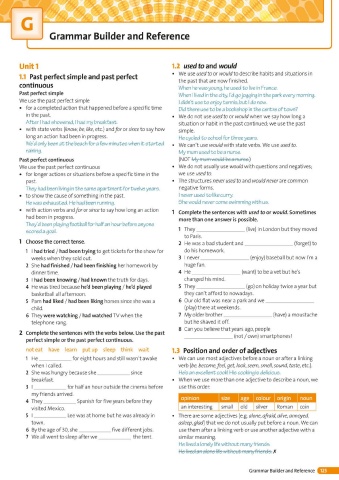 G
Grammar Builder and Reference
Unit 1
1.1 Past perfect simple and past perfect
continuous
Past perfect simple
We use the past perfect simple
• for a completed action that happened before a specific time
in the past.
After I had showered, I had my breakfast.
• with state verbs (know, be, like, etc.) and for or since to say how
long an action had been in progress.
We'd only been at the beach for a few minutes when it started
raining.
Past perfect continuous
We use the past perfect continuous
• for longer actions or situations before a specific time in the
past.
They had been living in the same apartment for twelve years.
• to show the cause of something in the past.
He was exhausted. He had been running.
• with action verbs and for or since to say how long an action
had been in progress.
They'd been playing football for half an hour before anyone
scored a goal.
1 Choose the correct tense.
1 I had tried / had been trying to get tickets for the show for
weeks when they sold out.
2 She had finished / had been finishing her homework by
dinner time.
3 I had been knowing / had known the truth for days.
4 He was tired because he'd been playing / he'd played
basketball all afternoon.
5 Pam had liked / had been liking horses since she was a
child.
6 They were watching / had watched TV when the
telephone rang.
2 Complete the sentences with the verbs below. Use the past
perfect simple or the past perfect continuous.
not eat have learn put up sleep think wait
1 He ____ for eight hours and still wasn't awake
when I called.
2 She was hungry because she ____ since
breakfast.
3 I ____ for half an hour outside the cinema before
my friends arrived.
4 They ____ Spanish for five years before they
visited Mexico.
5 I ____ Lee was at home but he was already in
town.
6 By the age of 30, she ____ five different jobs.
7 We all went to sleep after we ____ the tent.
1.2 used to and would
• We use used to or would to describe habits and situations in
the past that are now finished.
When he was young, he used to live in France.
When I lived in the city, I'd go jogging in the park every morning.
I didn't use to enjoy tennis, but I do now.
Did there use to be a bookshop in the centre of town?
• We do not use used to or would when we say how long a
situation or habit in the past continued; we use the past
simple.
He cycled to school for three years.
• We can't use would with state verbs. We use used to.
My mum used to be a nurse.
(NOT My mum would be a nurse.)
• We do not usually use would with questions and negatives;
we use used to.
• The structures never used to and would never are common
negative forms.
I never used to like curry.
She would never come swimming with us.
1 Complete the sentences with used to or would. Sometimes
more than one answer is possible.
1 They ____ (live) in London but they moved
to Paris.
2 He was a bad student and ____ (forget) to
do his homework.
3 I never ____ (enjoy) baseball but now I'm a
huge fan.
4 He ____ (want) to be a vet but he's
changed his mind.
5 They ____ (go) on holiday twice a year but
they can't afford to nowadays.
6 Our old flat was near a park and we ____
(play) there at weekends.
7 My older brother ____ (have) a moustache
but he shaved it off.
8 Can you believe that years ago, people
____ (not / own) smartphones!
1.3 Position and order of adjectives
• We can use most adjectives before a noun or after a linking
verb (be, become, feel, get, look, seem, smell, sound, taste, etc.).
He's an excellent cook! His cooking is delicious.
• When we use more than one adjective to describe a noun, we
use this order:
opinion size age colour origin noun
an interesting small old silver Roman coin
• There are some adjectives (e.g. alive, afraid, alone, annoyed,
asleep, glad) that we do not usually put before a noun. We can
use them after a linking verb or use another adjective with a
similar meaning.
He lived a lonely life without many friends.
He lived an alone life without many friends. ✗
Grammar Builder and Reference 123